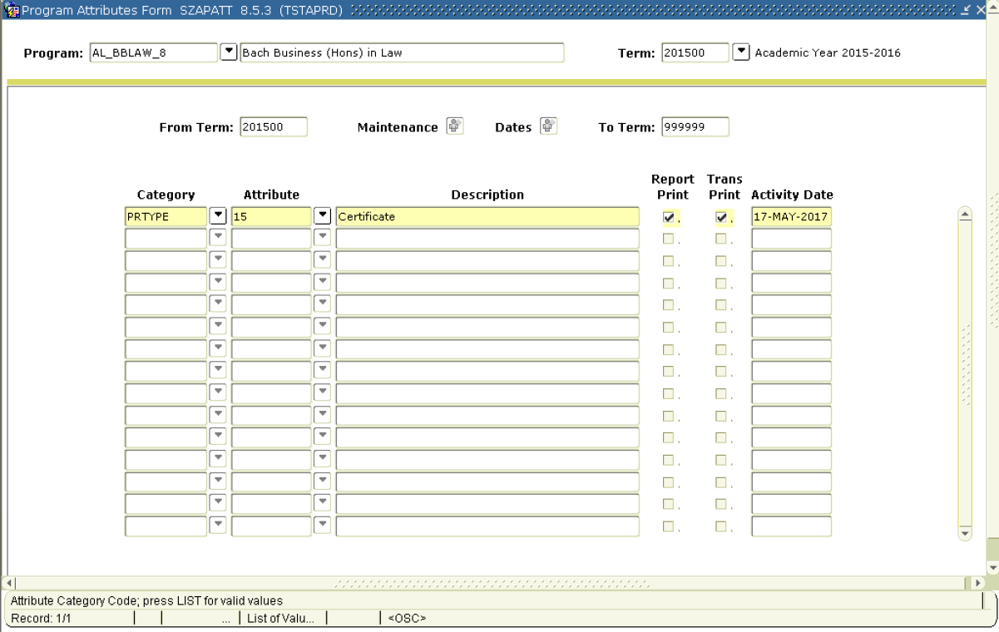 Program Attributes Form SZAPATT 8.5.3 (TSTAPRD)
Program: AL_BBLAW_8 Bach Business (Hons) in Law Term: 201500 Academic Year 2015-2016
From Term: 201500 Maintenance Dates To Term: 999999
Report Trans
Category Attribute Description Print Print Activity Date
PRTYPE 15 Certificate 17-MAY-2017
Attribute Category Code; press LIST for valid values
Record: 1/1 ... List of Valu... <OSC>